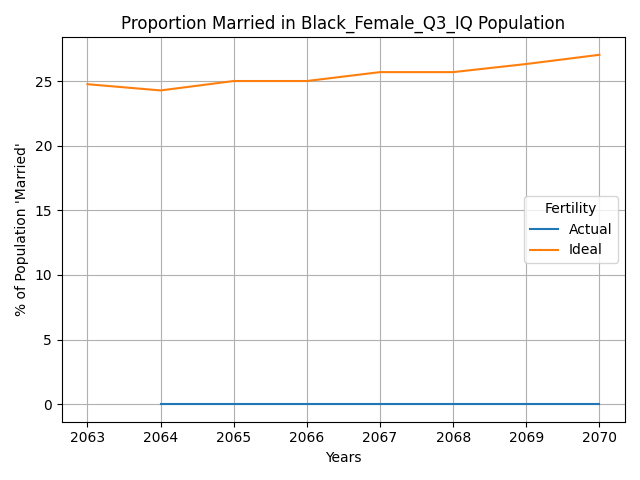 Proportion Married in Black_Female_Q3_IQ Population
% of Population 'Married'
25
20
15
10
5
0
Fertility
Actual
Ideal
2063 2064 2065 2066 2067 2068 2069 2070
Years